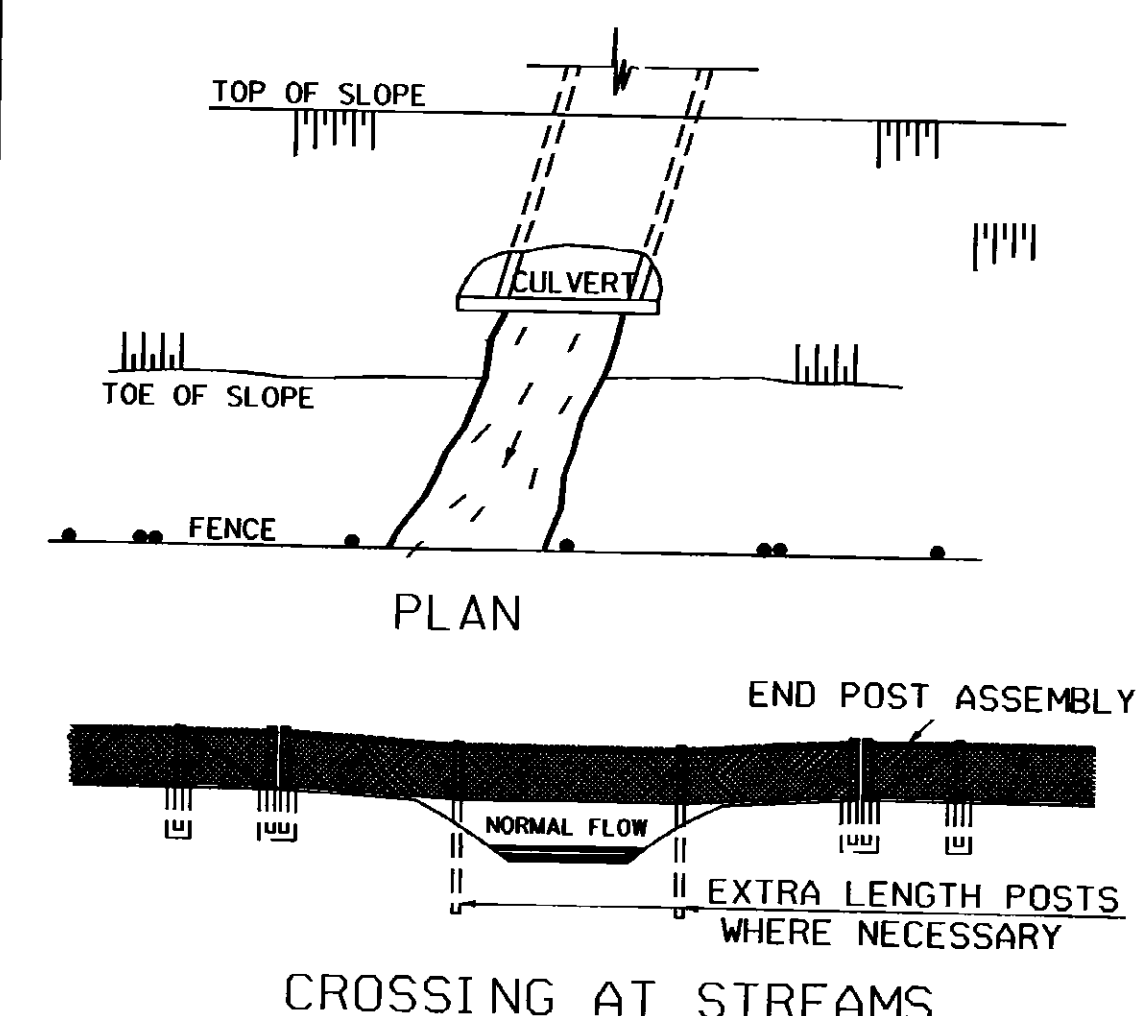 TOP OF SLOPE
CULVERT
TOE OF SLOPE
FENCE
PLAN
END POST ASSEMBLY
NORMAL FLOW
EXTRA LENGTH POSTS
WHERE NECESSARY
CROSSING AT STREAMS